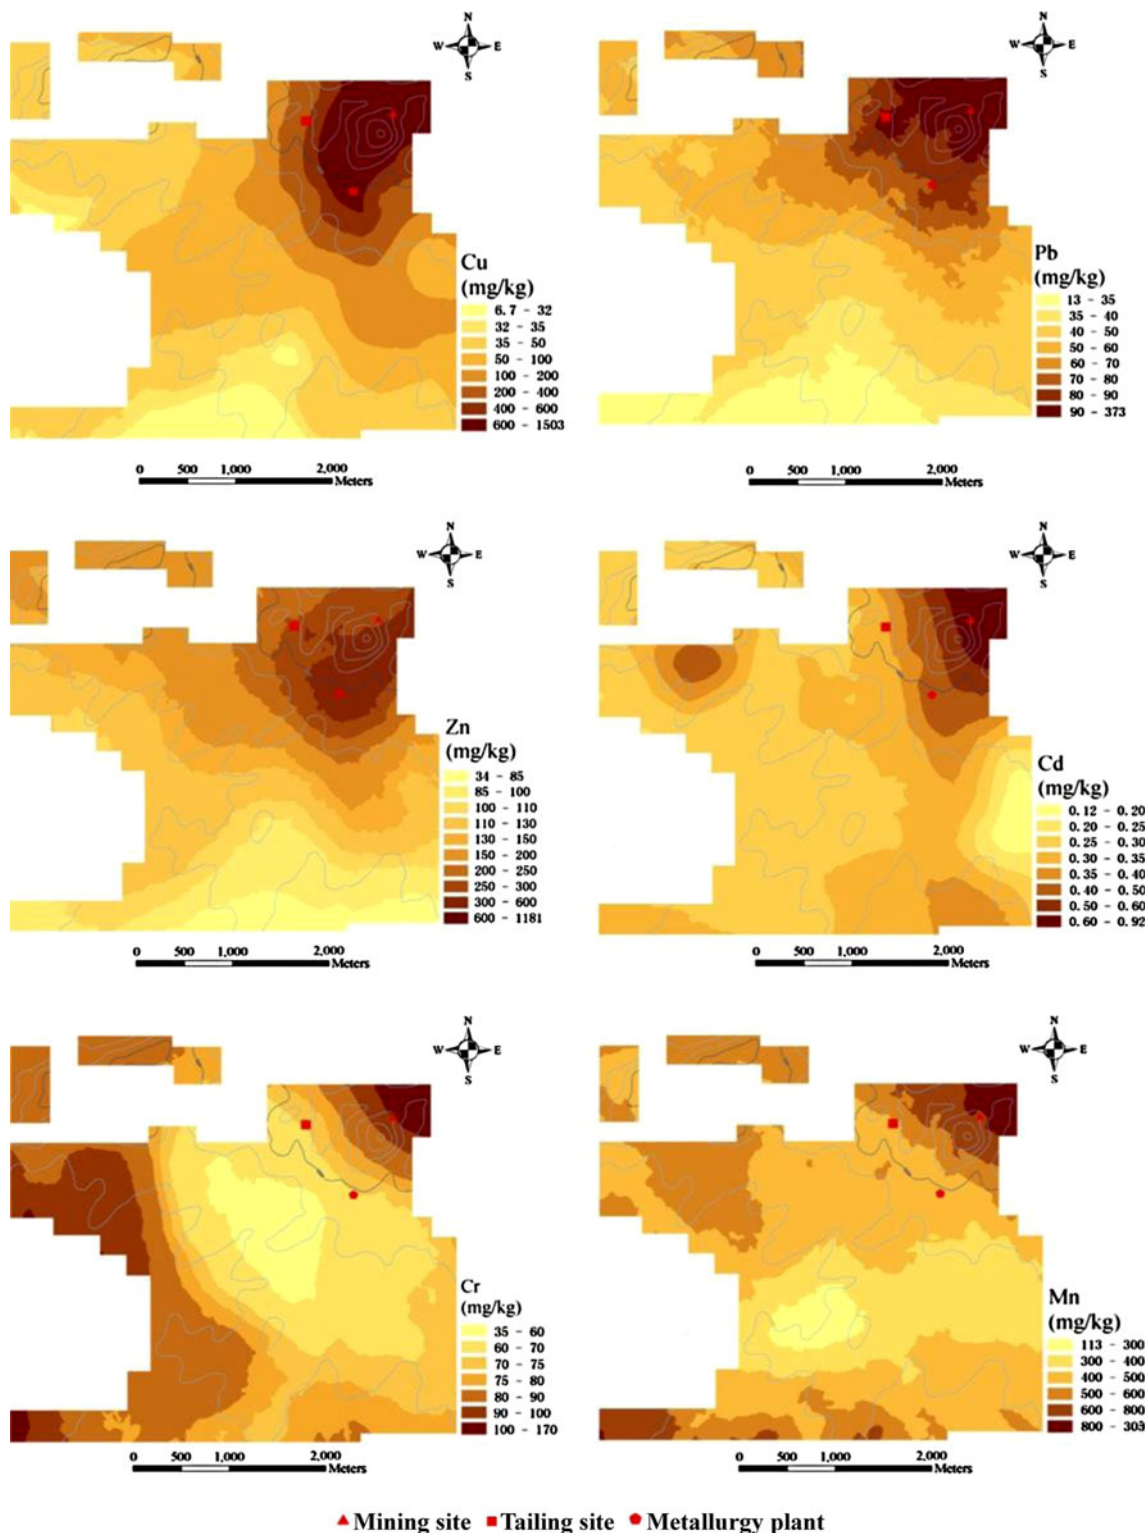 N
W E
S
Cu
(mg/kg)
6.7 - 32
32 - 35
35 - 50
50 - 100
100 - 200
200 - 400
400 - 600
600 - 1503
0 500 1,000 2,000
Meters
N
W E
S
Pb
(mg/kg)
13 - 35
35 - 40
40 - 50
50 - 60
60 - 70
70 - 80
80 - 90
90 - 373
0 500 1,000 2,000
Meters
N
W E
S
Zn
(mg/kg)
34 - 85
85 - 100
100 - 110
110 - 130
130 - 150
150 - 200
200 - 250
250 - 300
300 - 600
600 - 1181
0 500 1,000 2,000
Meters
N
W E
S
Cd
(mg/kg)
0.12 - 0.20
0.20 - 0.25
0.25 - 0.30
0.30 - 0.35
0.35 - 0.40
0.40 - 0.50
0.50 - 0.60
0.60 - 0.92
0 500 1,000 2,000
Meters
N
W E
S
Cr
(mg/kg)
35 - 60
60 - 70
70 - 75
75 - 80
80 - 90
90 - 100
100 - 170
0 500 1,000 2,000
Meters
N
W E
S
Mn
(mg/kg)
113 - 300
300 - 400
400 - 500
500 - 600
600 - 800
800 - 303
0 500 1,000 2,000
Meters
Mining site Tailing site Metallurgy plant